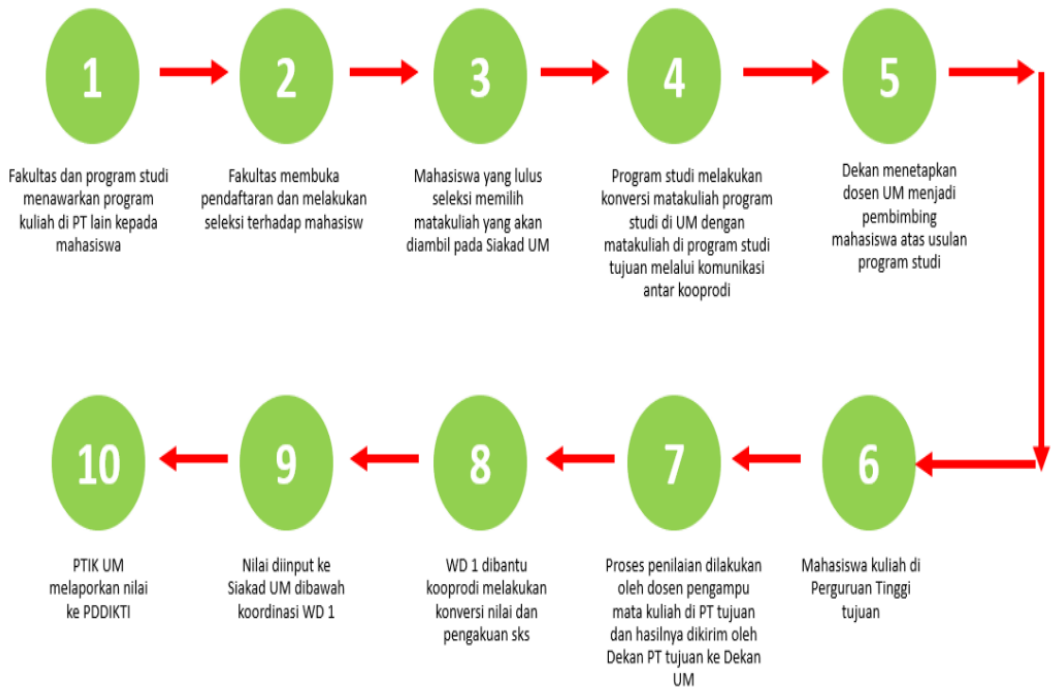 1
Fakultas dan program studi
menawarkan program
kuliah di PT lain kepada
mahasiswa
2
Fakultas membuka
pendaftaran dan melakukan
seleksi terhadap mahasisw
3
Mahasiswa yang lulus
seleksi memilih
matakuliah yang akan
diambil pada Siakad UM
4
Program studi melakukan
konversi matakuliah program
studi di UM dengan
matakuliah di program studi
tujuan melalui komunikasi
antar kooprodi
5
Dekan menetapkan
dosen UM menjadi
pembimbing
mahasiswa atas usulan
program studi
6
Mahasiswa kuliah di
Perguruan Tinggi
tujuan
7
Proses penilaian dilakukan
oleh dosen pengampu
mata kuliah di PT tujuan
dan hasilnya dikirim oleh
Dekan PT tujuan ke Dekan
UM
8
WD 1 dibantu
kooprodi melakukan
konversi nilai dan
pengakuan sks
9
Nilai diinput ke
Siakad UM dibawah
koordinasi WD 1
10
PTIK UM
melaporkan nilai
ke PDDIKTI